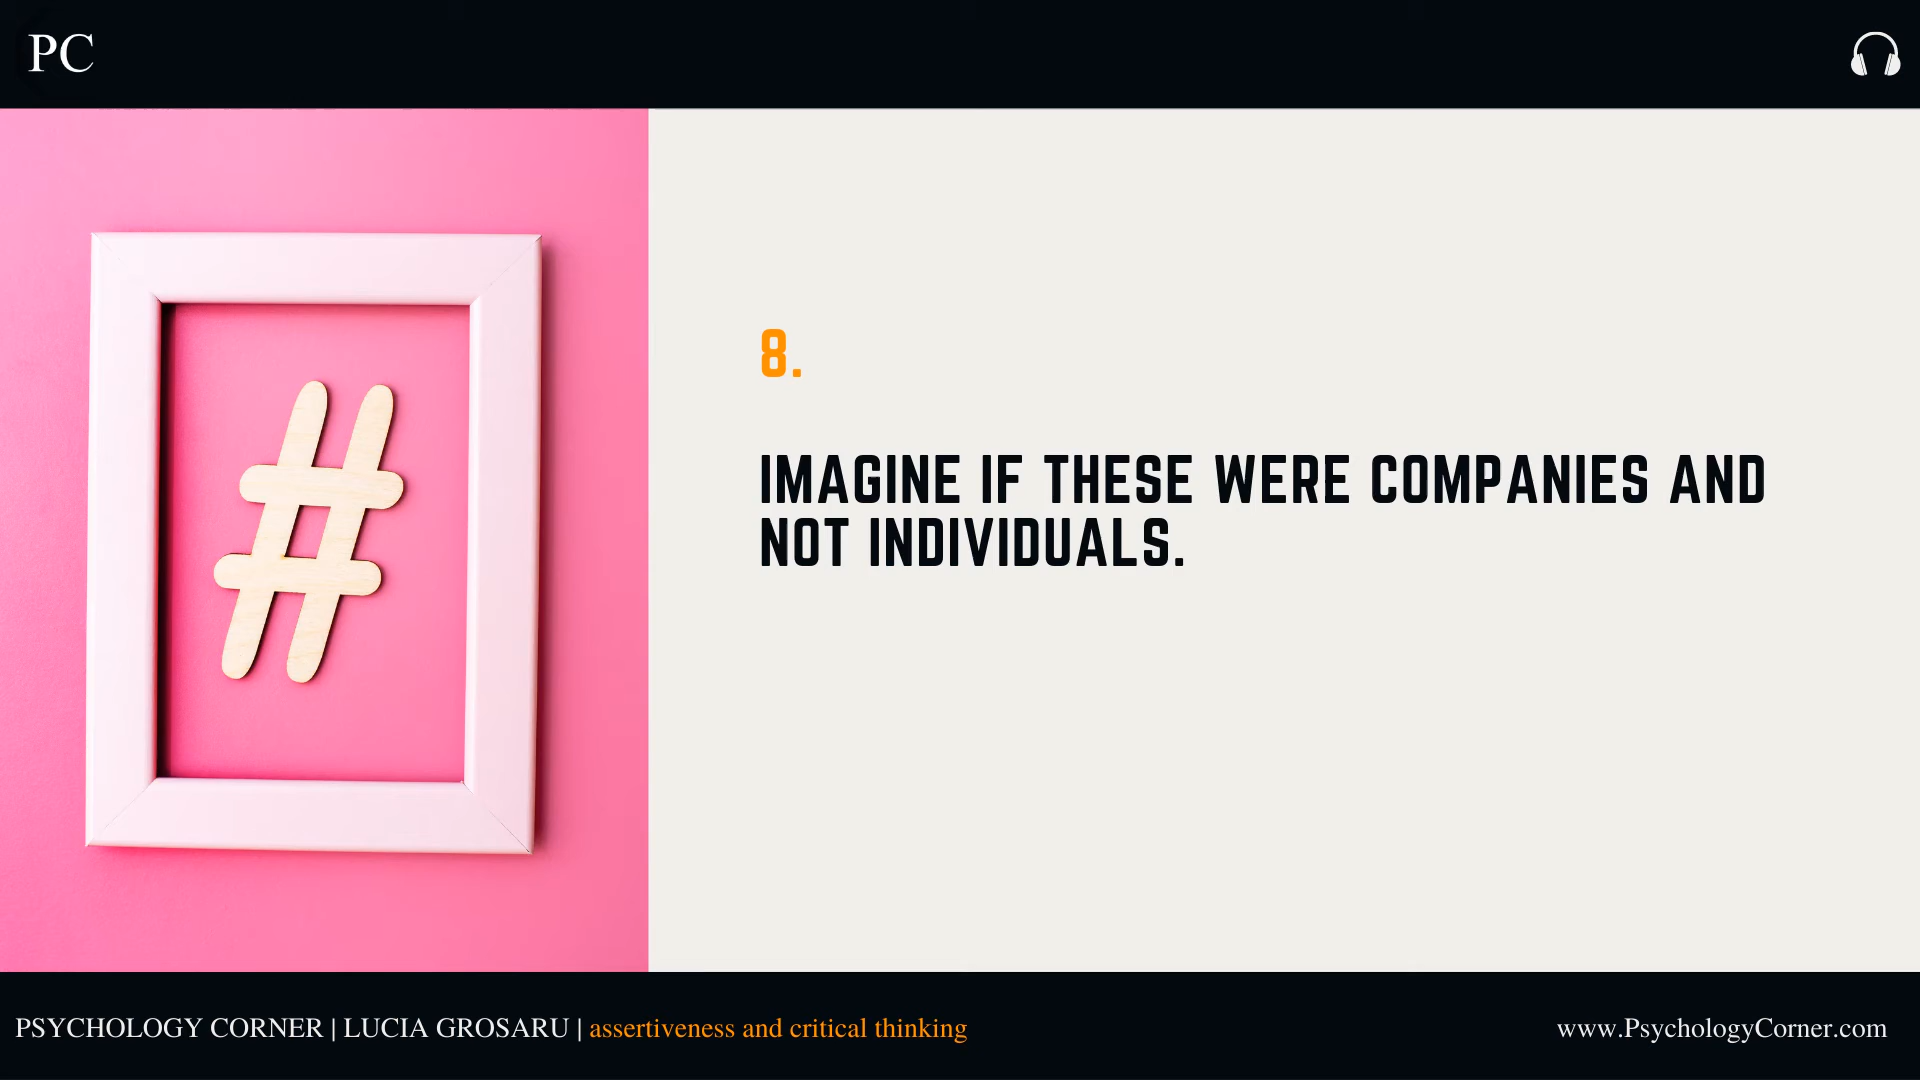 PC
#
8.
IMAGINE IF THESE WERE COMPANIES AND
NOT INDIVIDUALS.
PSYCHOLOGY CORNER | LUCIA GROSARU | assertiveness and critical thinking
www.PsychologyCorner.com